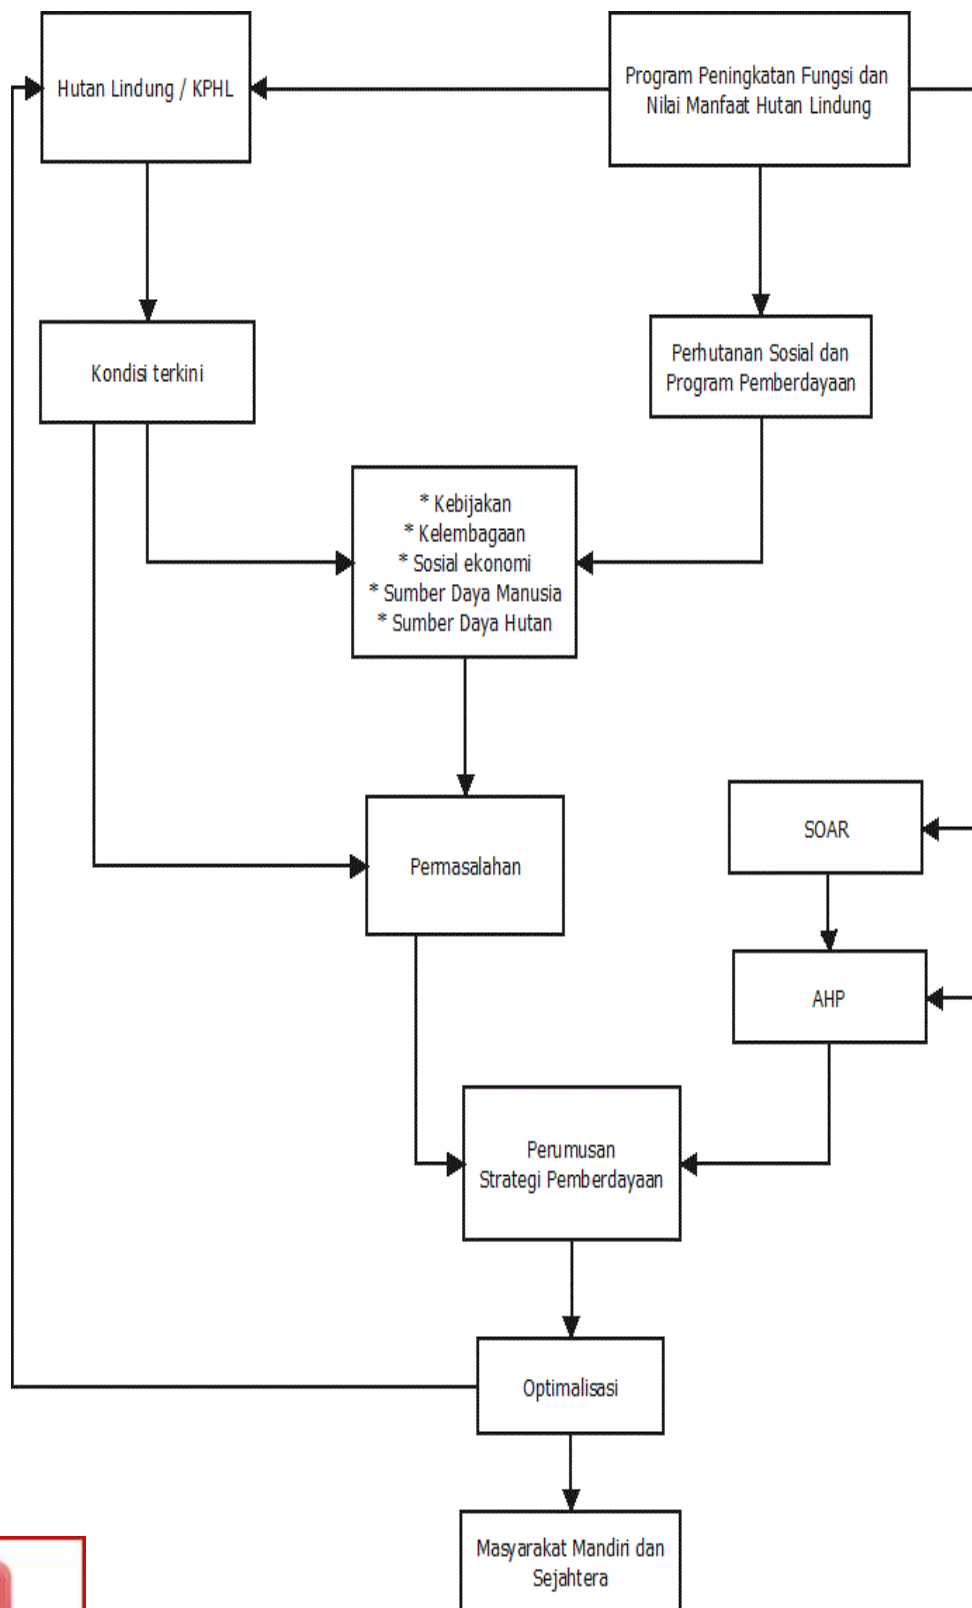 Hutan Lindung / KPHL
Program Peningkatan Fungsi dan
Nilai Manfaat Hutan Lindung
Kondisi terkini
Perhutanan Sosial dan
Program Pemberdayaan
* Kebijakan
* Kelembagaan
* Sosial ekonomi
* Sumber Daya Manusia
* Sumber Daya Hutan
Permasalahan
SOAR
AHP
Perumusan
Strategi Pemberdayaan
Optimalisasi
Masyarakat Mandiri dan
Sejahtera